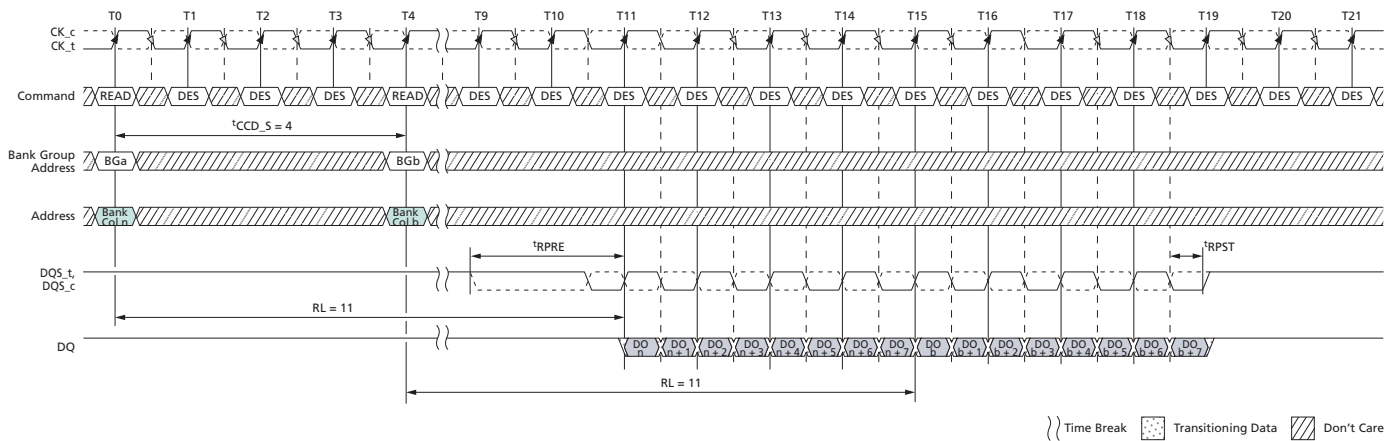 T0 T1 T2 T3 T4 T9 T10 T11 T12 T13 T14 T15 T16 T17 T18 T19 T20 T21
CK_c
CK_t
Command READ DES DES DES READ DES DES DES DES DES DES DES DES DES DES DES DES DES
tCCD_S = 4
Bank Group
Address
BGa BGb
Address
Bank
Col n
Bank
Col b
tRPRE tRPST
DQS_t,
DQS_c
RL = 11
DQ
DO
n
DO
n + 1
DO
n + 2
DO
n + 3
DO
n + 4
DO
n + 5
DO
n + 6
DO
n + 7
DO
b
DO
b + 1
DO
b + 2
DO
b + 3
DO
b + 4
DO
b + 5
DO
b + 6
DO
b + 7
RL = 11
Time Break Transitioning Data Don't Care